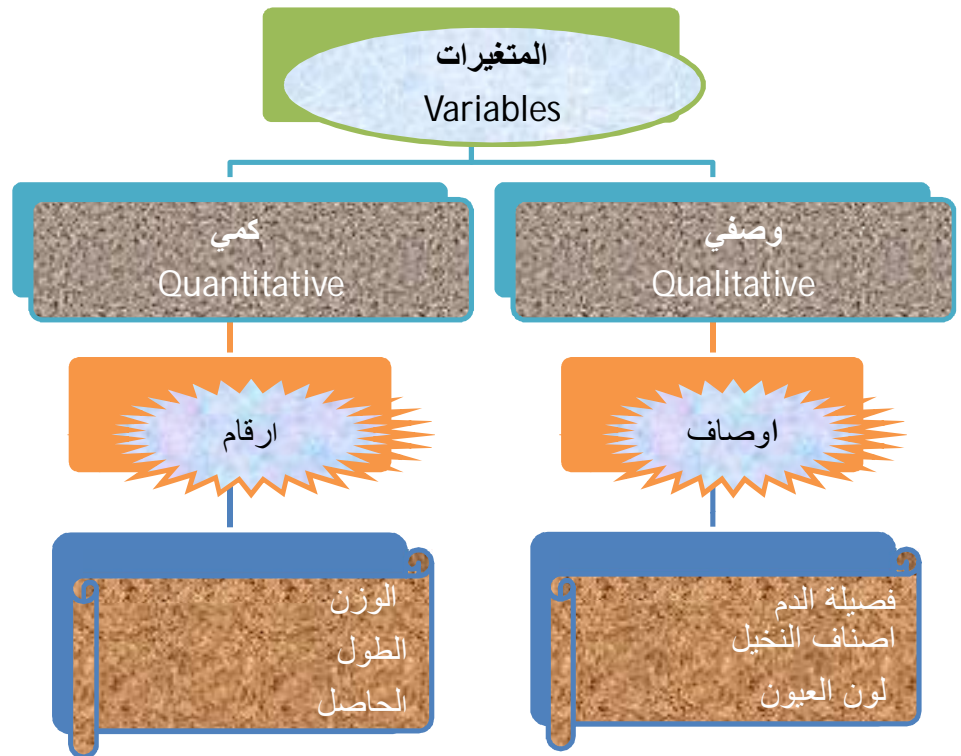 المتغيرات
Variables
وصفي
Qualitative
كمي
Quantitative
اوصاف
ارقام
فصيلة الدم
اصناف النخيل
لون العيون
الوزن
الطول
الحاصل